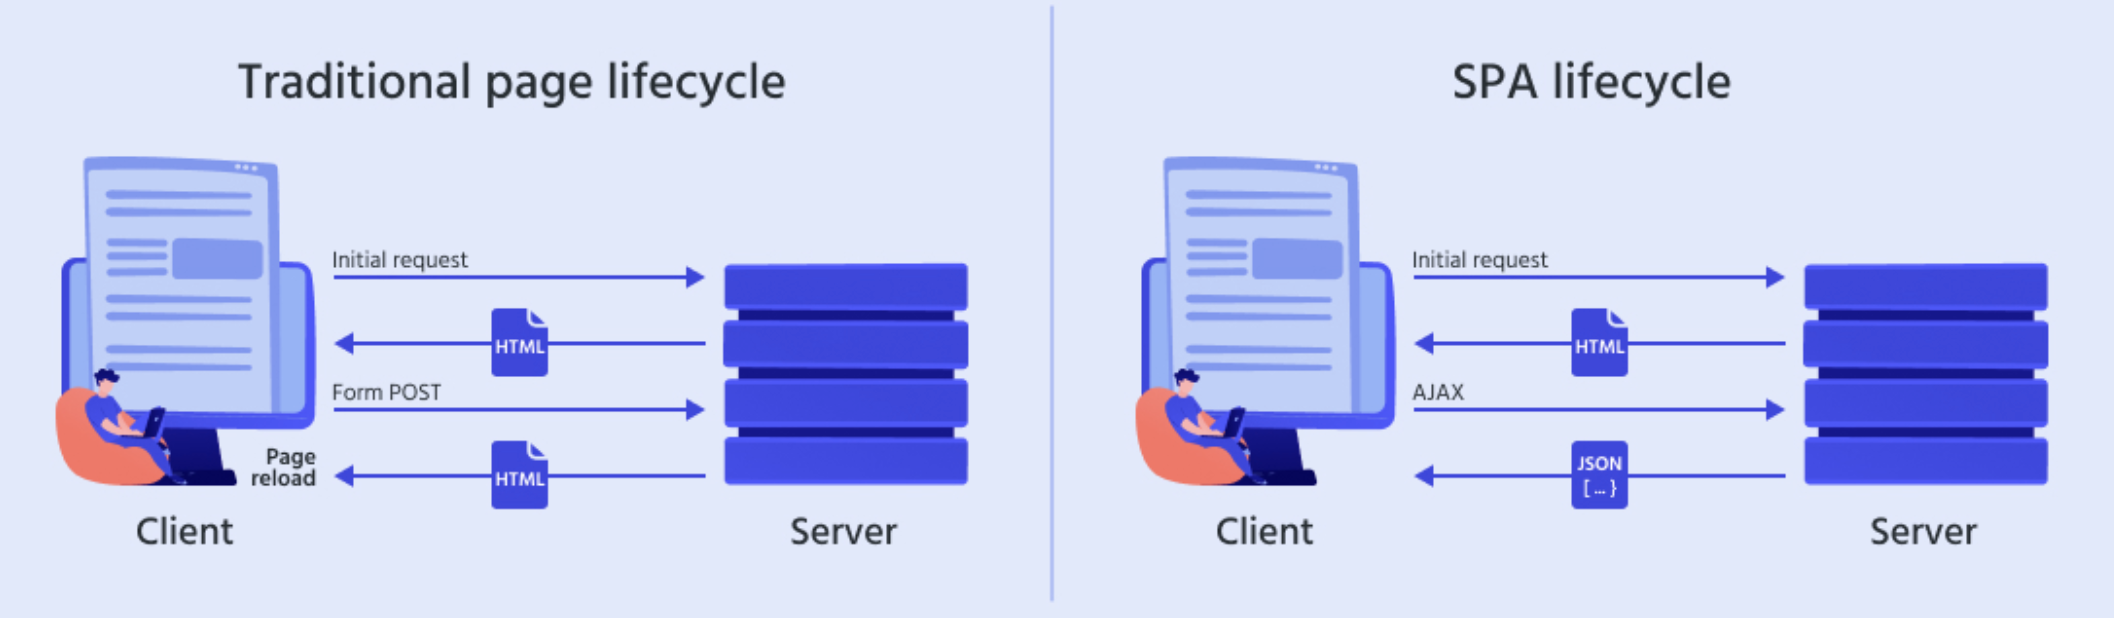 Traditional page lifecycle
Initial request
HTML
Form POST
Page
reload
HTML
Client
Server
SPA lifecycle
Initial request
HTML
AJAX
JSON
[ ... }
Client
Server